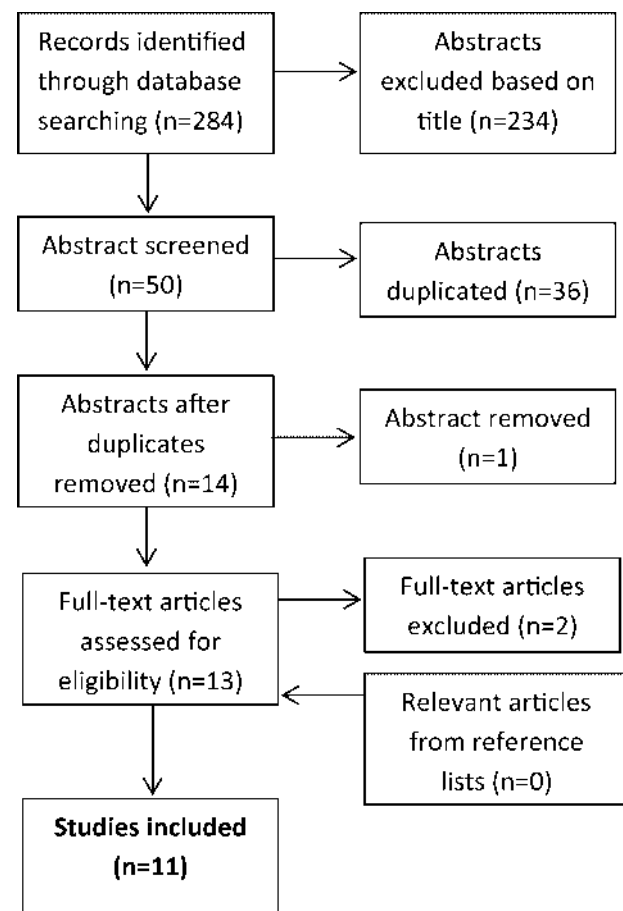 Records identified
through database
searching (n=284)
Abstracts
excluded based on
title (n=234)
Abstract screened
(n=50)
Abstracts
duplicated (n=36)
Abstracts after
duplicates
removed (n=14)
Abstract removed
(n=1)
Full-text articles
assessed for
eligibility (n=13)
Full-text articles
excluded (n=2)
Relevant articles
from reference
lists (n=0)
Studies included
(n=11)